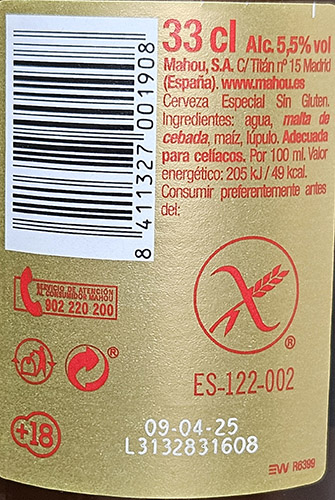 33 cl Alc. 5,5% vol
Mahou, S.A. C/ Titán nº 15 Madrid
(España). www.mahou.es
Cerveza Especial Sin Gluten.
Ingredientes: agua, malta de
cebada, maíz, lúpulo. Adecuada
para celíacos. Por 100 ml. Valor
energético: 205 kJ / 49 kcal.
Consumir preferentemente antes
del:
8 411327 001908
SERVICIO DE ATENCIÓN
AL CONSUMIDOR MAHOU
902 220 200
®
®
ES-122-002
+18
09-04-25
L3132831608
EW R8399